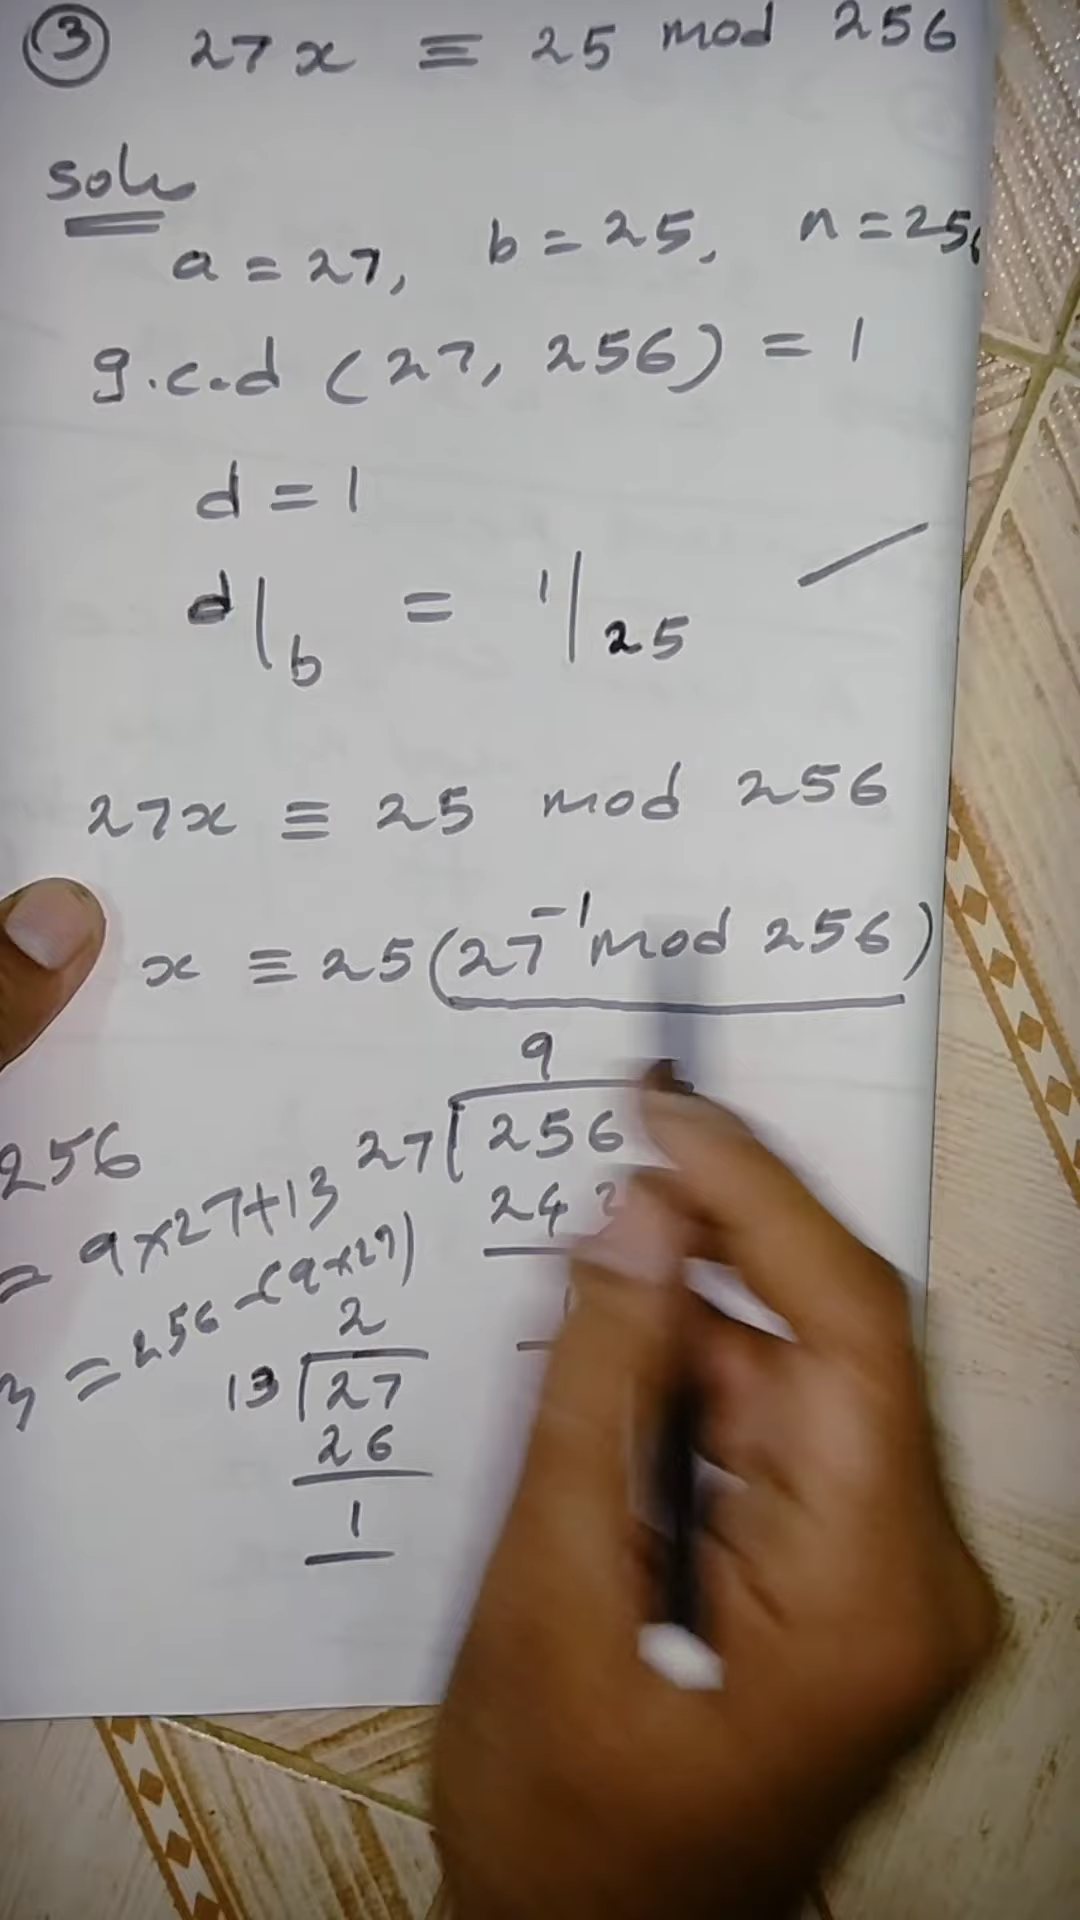 ③ 27x ≡ 25 mod 256
Soln
a = 27, b = 25, n = 256
g.c.d (27, 256) = 1
d = 1
d/b = 1/25
27x ≡ 25 mod 256
x ≡ 25 (27⁻¹ mod 256)
9
27 256
243
256
= 9×27+13
3 = 256 - (9×27)
2
13 27
26
1